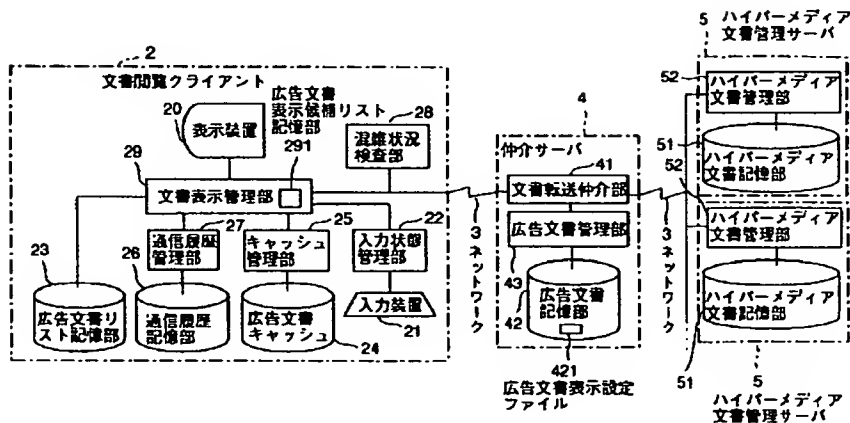 2
文書閲覧クライアント
20
表示装置
広告文書
表示候補リスト
記憶部
291
28
混雑状況
検査部
29
文書表示管理部
27
通信履歴
管理部
25
キャッシュ
管理部
22
入力状態
管理部
23
広告文書リ
スト記憶部
26
通信履歴
記憶部
広告文書
キャッシュ
24
入力装置
21
3
ネットワーク
4
仲介サーバ
41
文書転送仲介部
広告文書管理部
43
42
広告文書
記憶部
421
広告文書表示設定
ファイル
3
ネットワーク
5
ハイパーメディア
文書管理サーバ
52
ハイパーメディア
文書管理部
51
ハイパーメディア
文書記憶部
52
ハイパーメディア
文書管理部
ハイパーメディア
文書記憶部
51
5
ハイパーメディア
文書管理サーバ